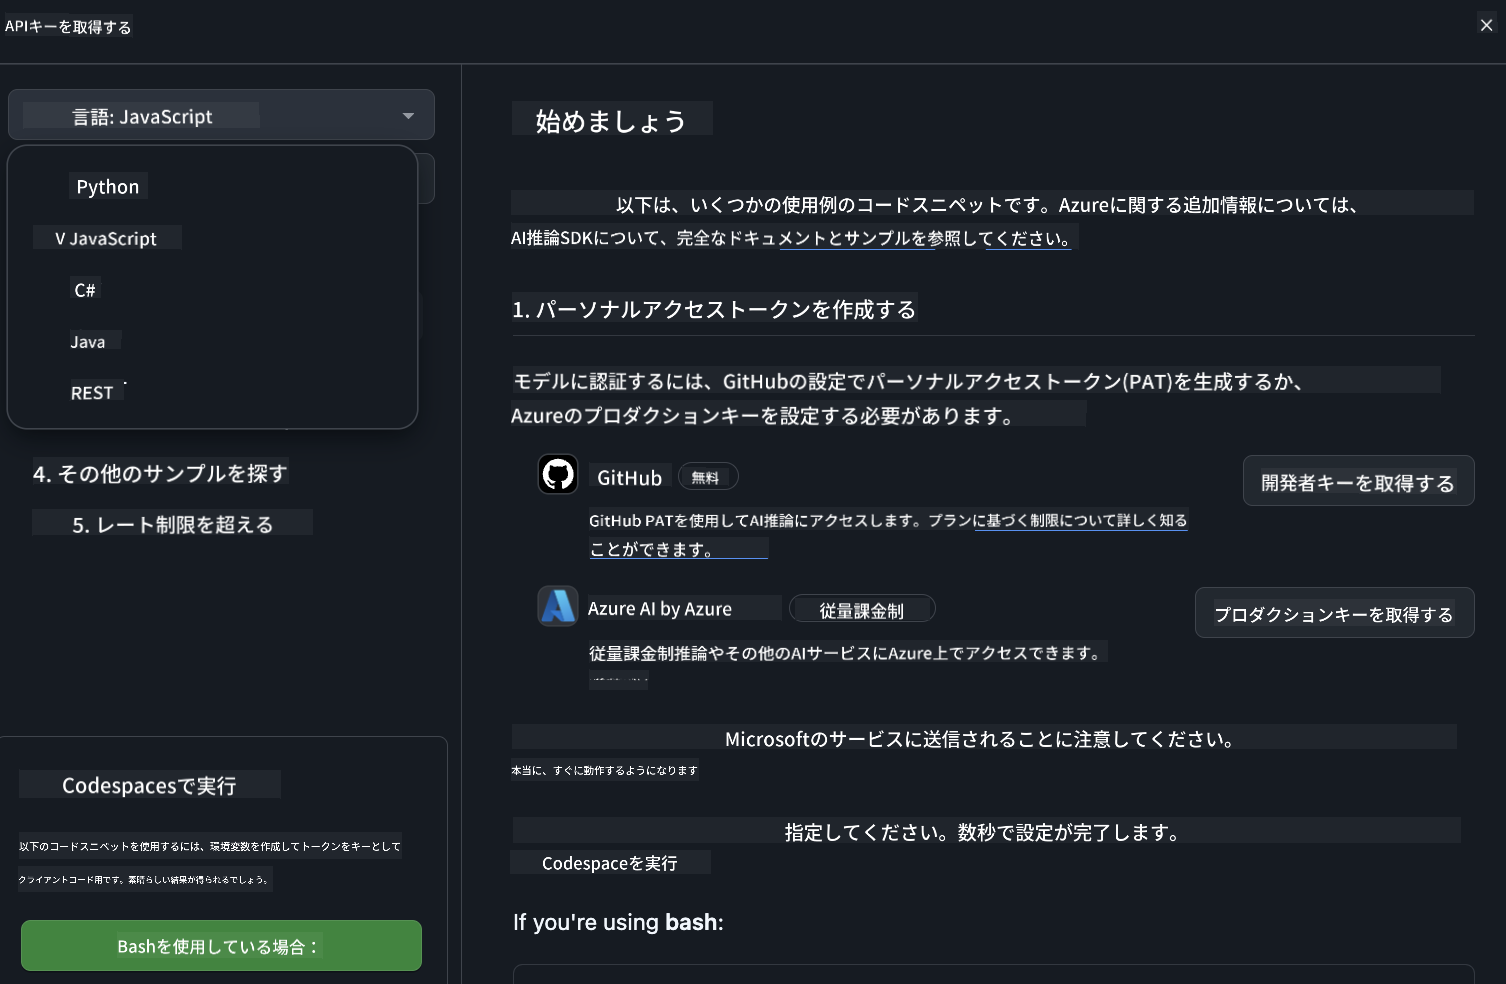 APIキーを取得する
言語: JavaScript
Python
V JavaScript
C#
Java
REST
4. その他のサンプルを探す
5. レート制限を超える
Codespacesで実行
以下のコードスニペットを使用するには、環境変数を作成してトークンをキーとして
クライアントコード用です。素晴らしい結果が得られるでしょう。
Bashを使用している場合：
始めましょう
以下は、いくつかの使用例のコードスニペットです。Azureに関する追加情報については、
AI推論SDKについて、完全なドキュメントとサンプルを参照してください。
1. パーソナルアクセストークンを作成する
モデルに認証するには、GitHubの設定でパーソナルアクセストークン(PAT)を生成するか、
Azureのプロダクションキーを設定する必要があります。
GitHub 無料
開発者キーを取得する
GitHub PATを使用してAI推論にアクセスします。プランに基づく制限について詳しく知る
ことができます。
Azure AI by Azure 従量課金制
プロダクションキーを取得する
従量課金制推論やその他のAIサービスにAzure上でアクセスできます。
Microsoftのサービスに送信されることに注意してください。
本当に、すぐに動作するようになります
指定してください。数秒で設定が完了します。
Codespaceを実行
If you're using bash: